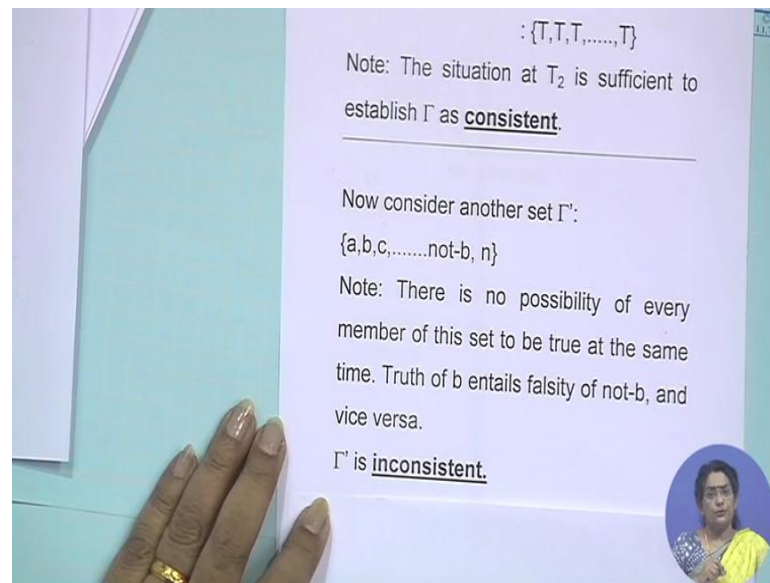 : {T,T,T,.....,T}
Note: The situation at T₂ is sufficient to
establish Γ as consistent.
Now consider another set Γ':
{a,b,c,.......not-b, n}
Note: There is no possibility of every
member of this set to be true at the same
time. Truth of b entails falsity of not-b, and
vice versa.
Γ' is inconsistent.